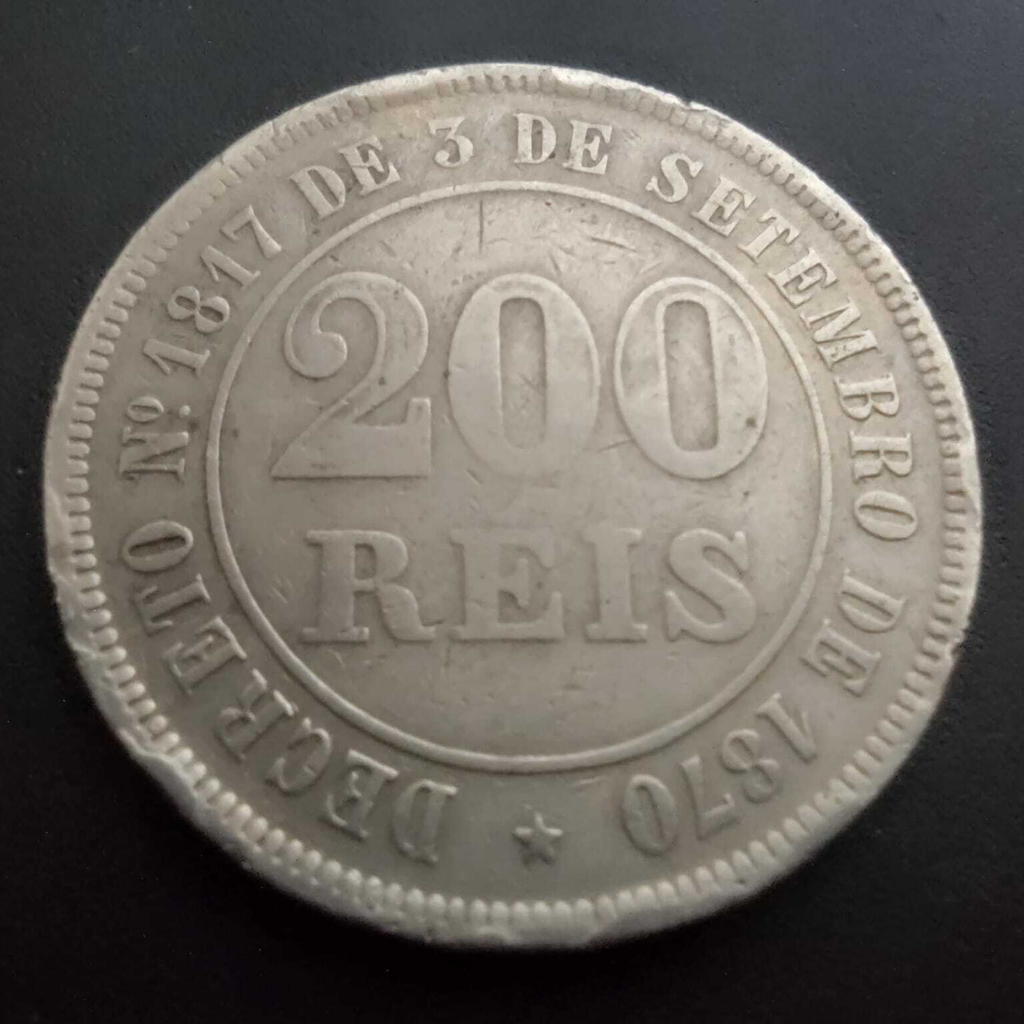 DECRETO Nº. 1817 DE 3 DE SETEMBRO DE 1870
200
REIS